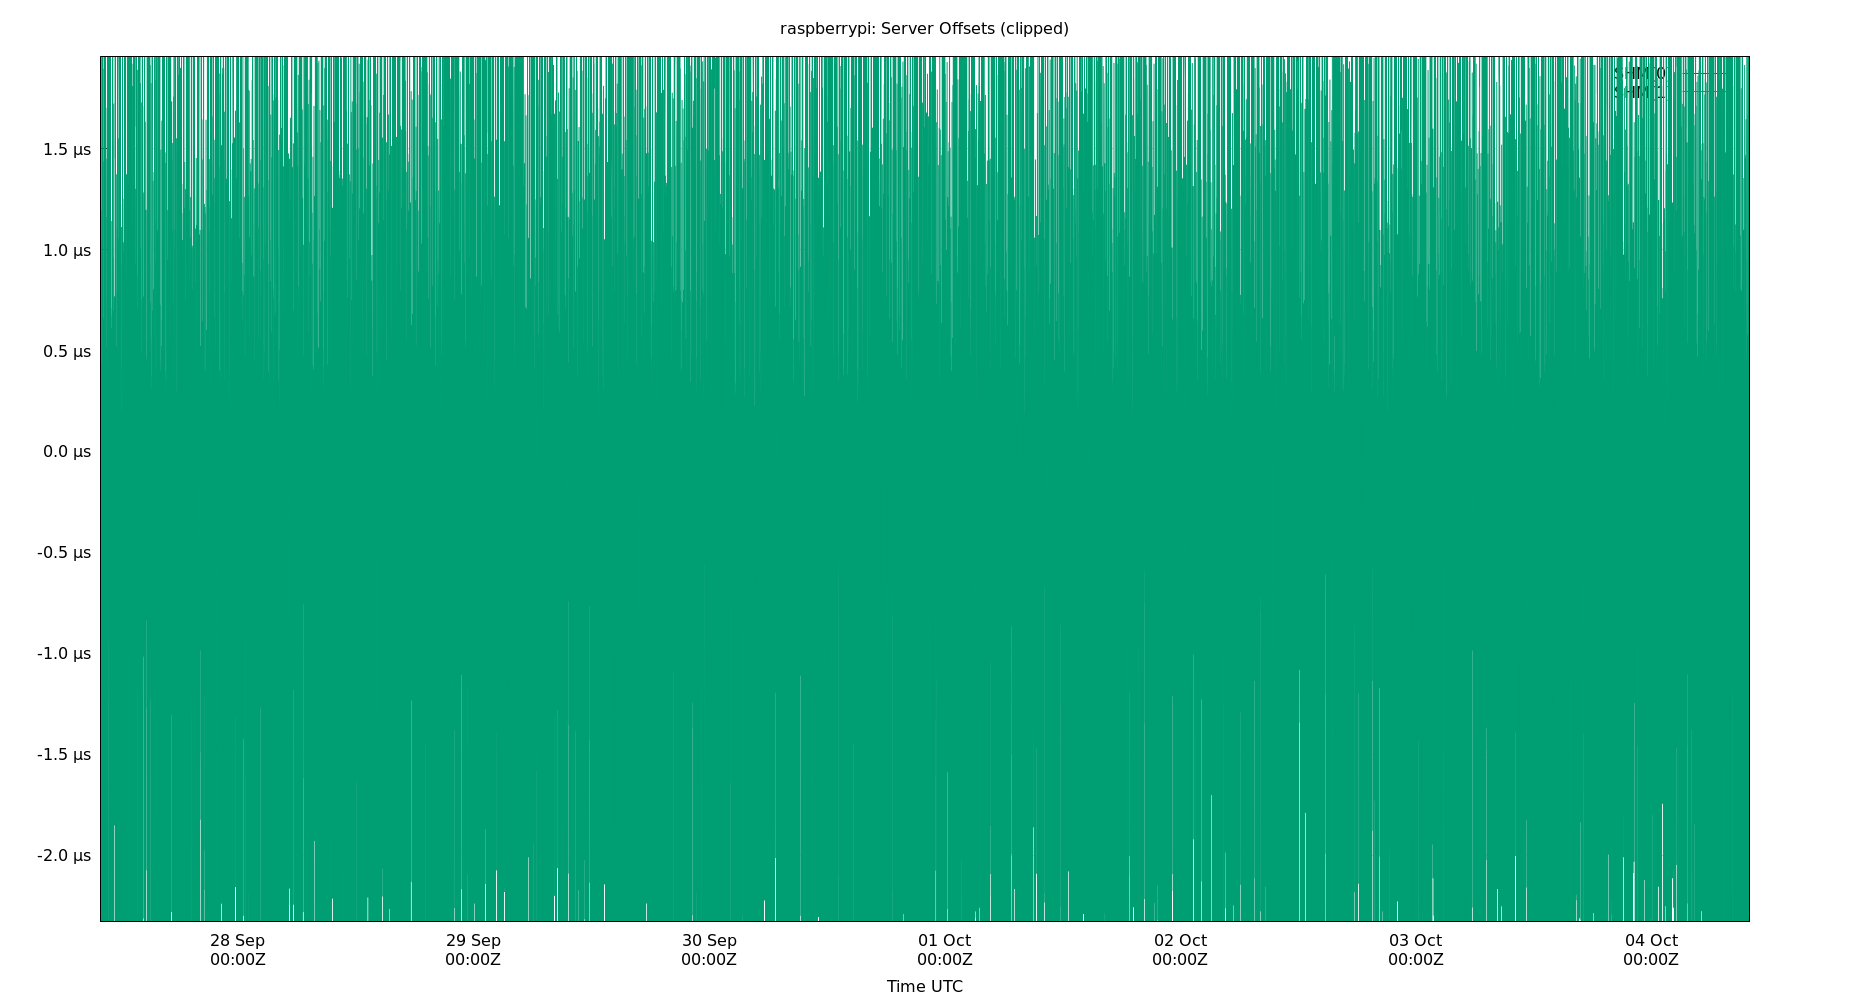 raspberrypi: Server Offsets (clipped)
1.5 µs
1.0 µs
0.5 µs
0.0 µs
-0.5 µs
-1.0 µs
-1.5 µs
-2.0 µs
28 Sep 29 Sep 30 Sep 01 Oct 02 Oct 03 Oct 04 Oct
00:00Z 00:00Z 00:00Z 00:00Z 00:00Z 00:00Z 00:00Z
Time UTC